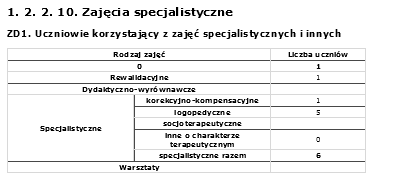 1. 2. 2. 10. Zajęcia specjalistyczne
ZD1. Uczniowie korzystający z zajęć specjalistycznych i innych
Rodzaj zajęć Liczba uczniów
0 1
Rewalidacyjne 1
Dydaktyczno-wyrównawcze
Specjalistyczne korekcyjno-kompensacyjne 1
logopedyczne 5
socjoterapeutyczne
inne o charakterze
terapeutycznym 0
specjalistyczne razem 6
Warsztaty